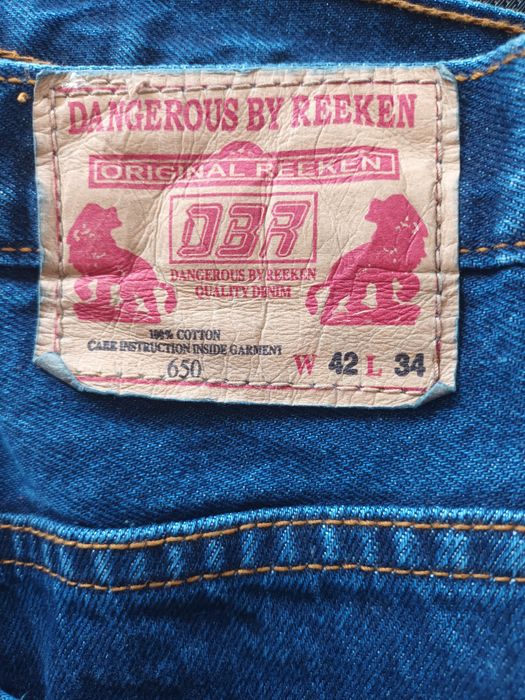 DANGEROUS BY REEKEN
ORIGINAL REEKEN
DBR
DANGEROUS BY REEKEN
QUALITY DENIM
100% COTTON
CARE INSTRUCTION INSIDE GARMENT
650
W 42 L 34